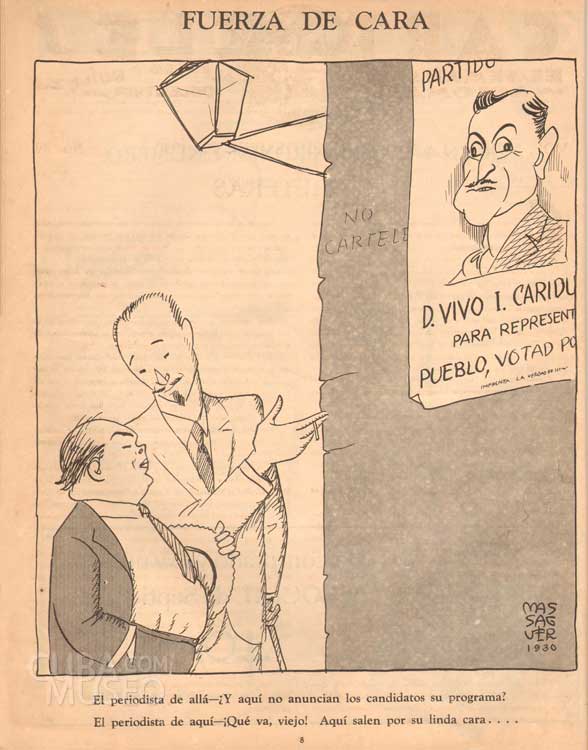 FUERZA DE CARA
PARTIDO
NO
CARTELE
D. VIVO I. CARIDU
PARA REPRESENT
PUEBLO, VOTAD PO
IMPRENTA LA VERDAD DE
MAS
SAG
UER
1930
CUBA.com/
MUSEO
El periodista de allá—¿Y aquí no anuncian los candidatos su programa?
El periodista de aquí—¡Qué va, viejo! Aquí salen por su linda cara....
8